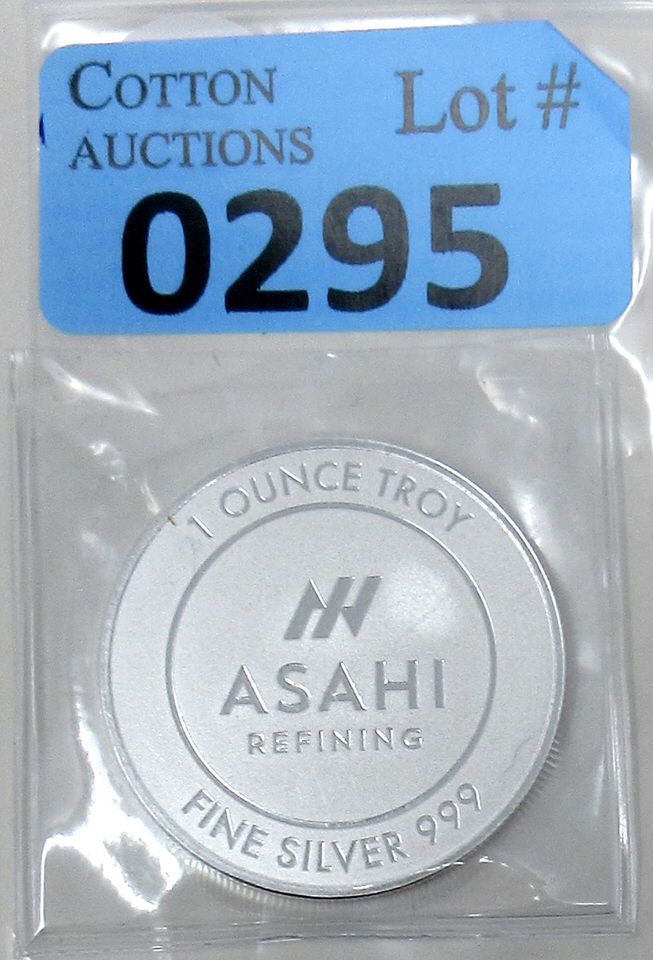 COTTON
AUCTIONS
Lot #
0295
1 OUNCE TROY
ASAHI
REFINING
FINE SILVER 999